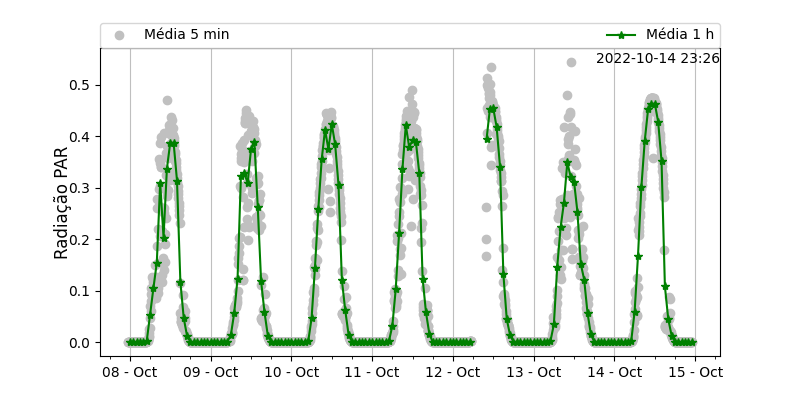 Média 5 min
Média 1 h
2022-10-14 23:26
Radiação PAR
0.5
0.4
0.3
0.2
0.1
0.0
08 - Oct
09 - Oct
10 - Oct
11 - Oct
12 - Oct
13 - Oct
14 - Oct
15 - Oct